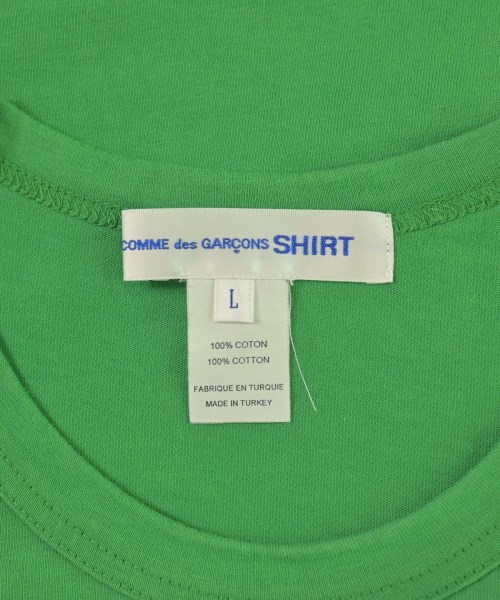 COMME des GARÇONS SHIRT
L
100% COTON
100% COTTON
FABRIQUE EN TURQUIE
MADE IN TURKEY